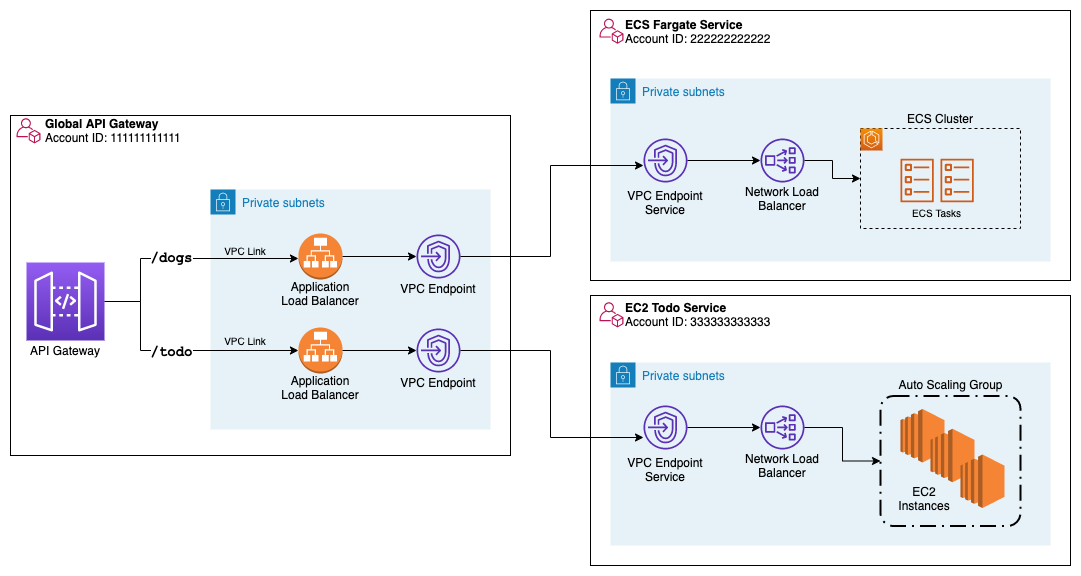 Global API Gateway
Account ID: 11111111111
Private subnets
/dogs
VPC Link
Application
Load Balancer
VPC Endpoint
API Gateway
/todo
VPC Link
Application
Load Balancer
VPC Endpoint
ECS Fargate Service
Account ID: 222222222222
Private subnets
VPC Endpoint
Service
Network Load
Balancer
ECS Cluster
ECS Tasks
EC2 Todo Service
Account ID: 333333333333
Private subnets
VPC Endpoint
Service
Network Load
Balancer
Auto Scaling Group
EC2
Instances